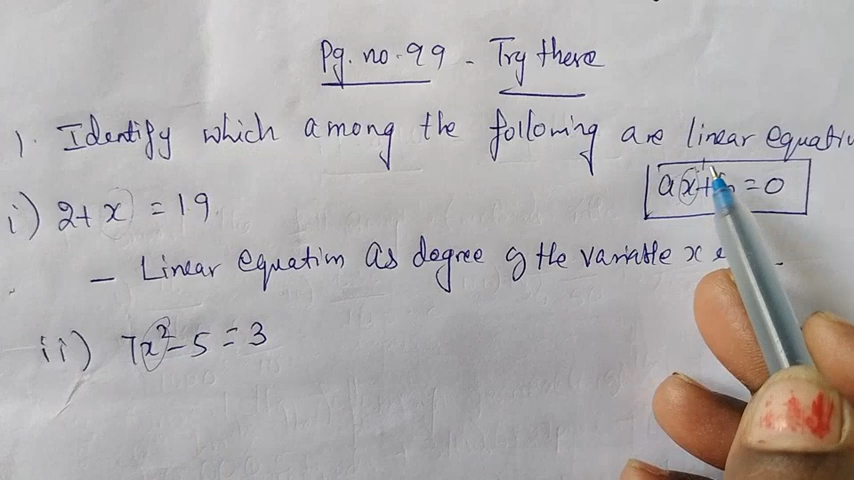 Pg. no. 99 - Try these
1. Identify which among the following are linear equatio
i) 2+ x = 19
ax+ = 0
- Linear equation as degree of the variable x
ii) 7x²-5 = 3